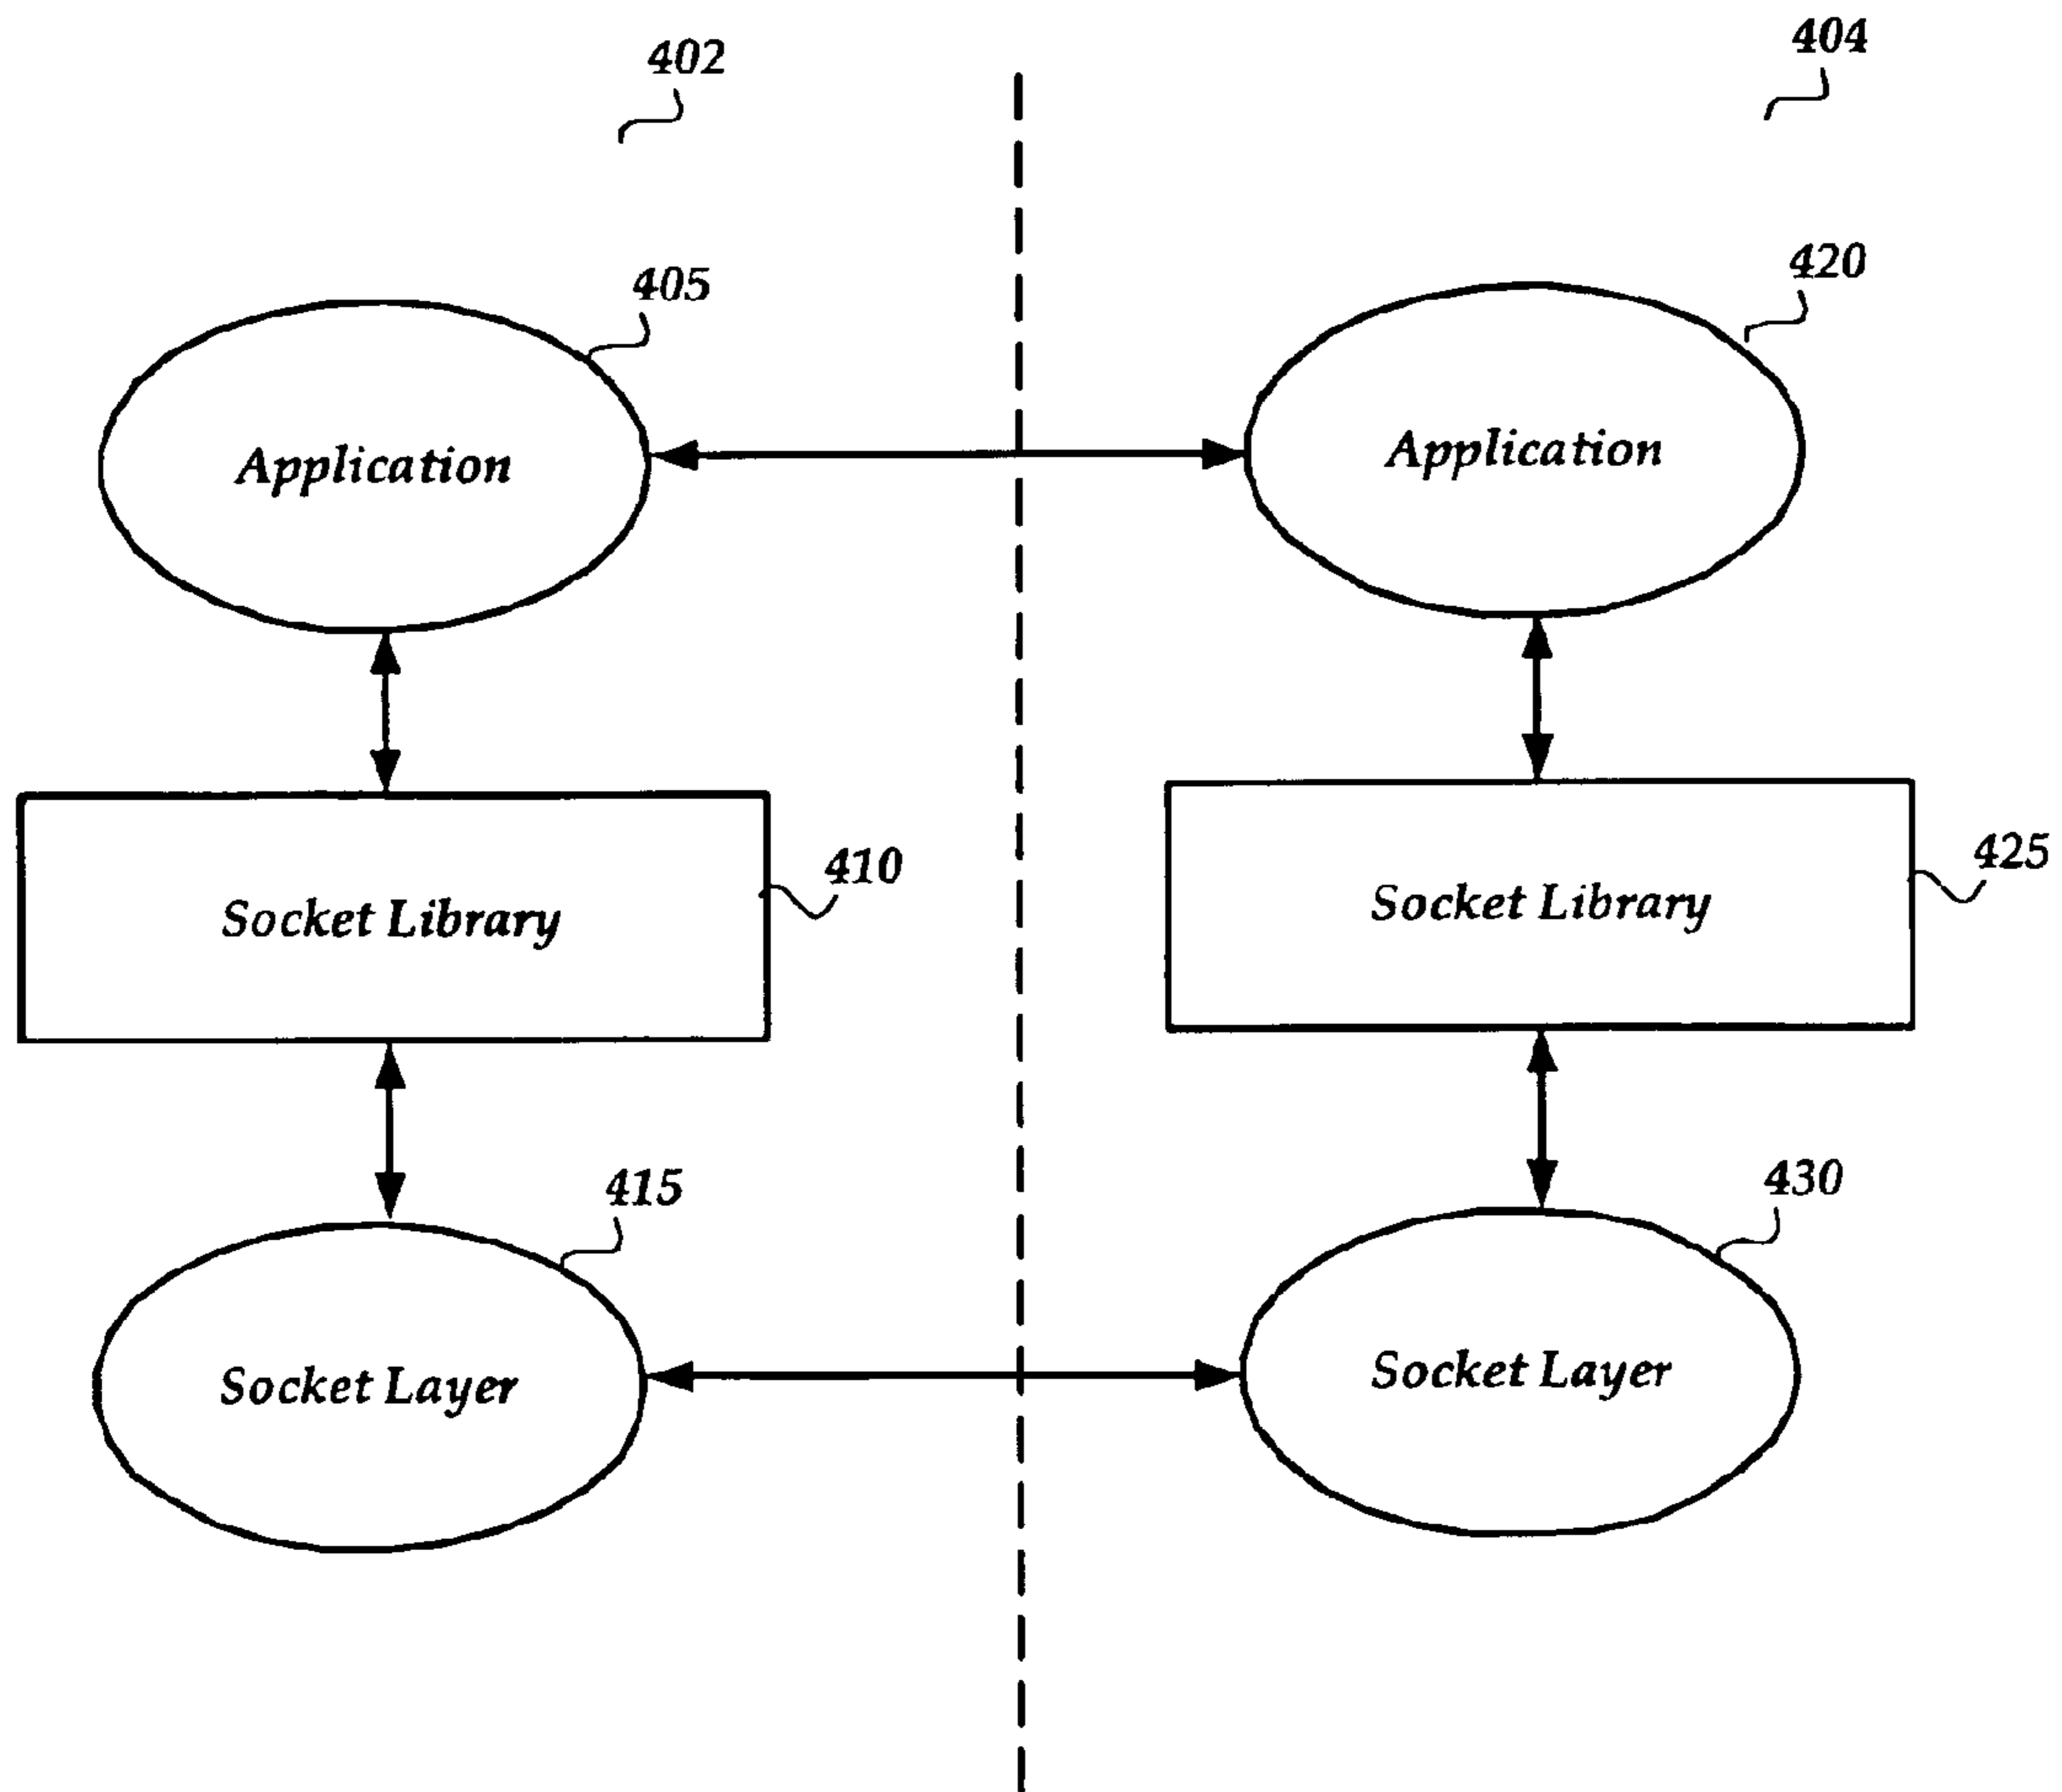 402
404
405
420
Application
Application
410
425
Socket Library
Socket Library
415
430
Socket Layer
Socket Layer